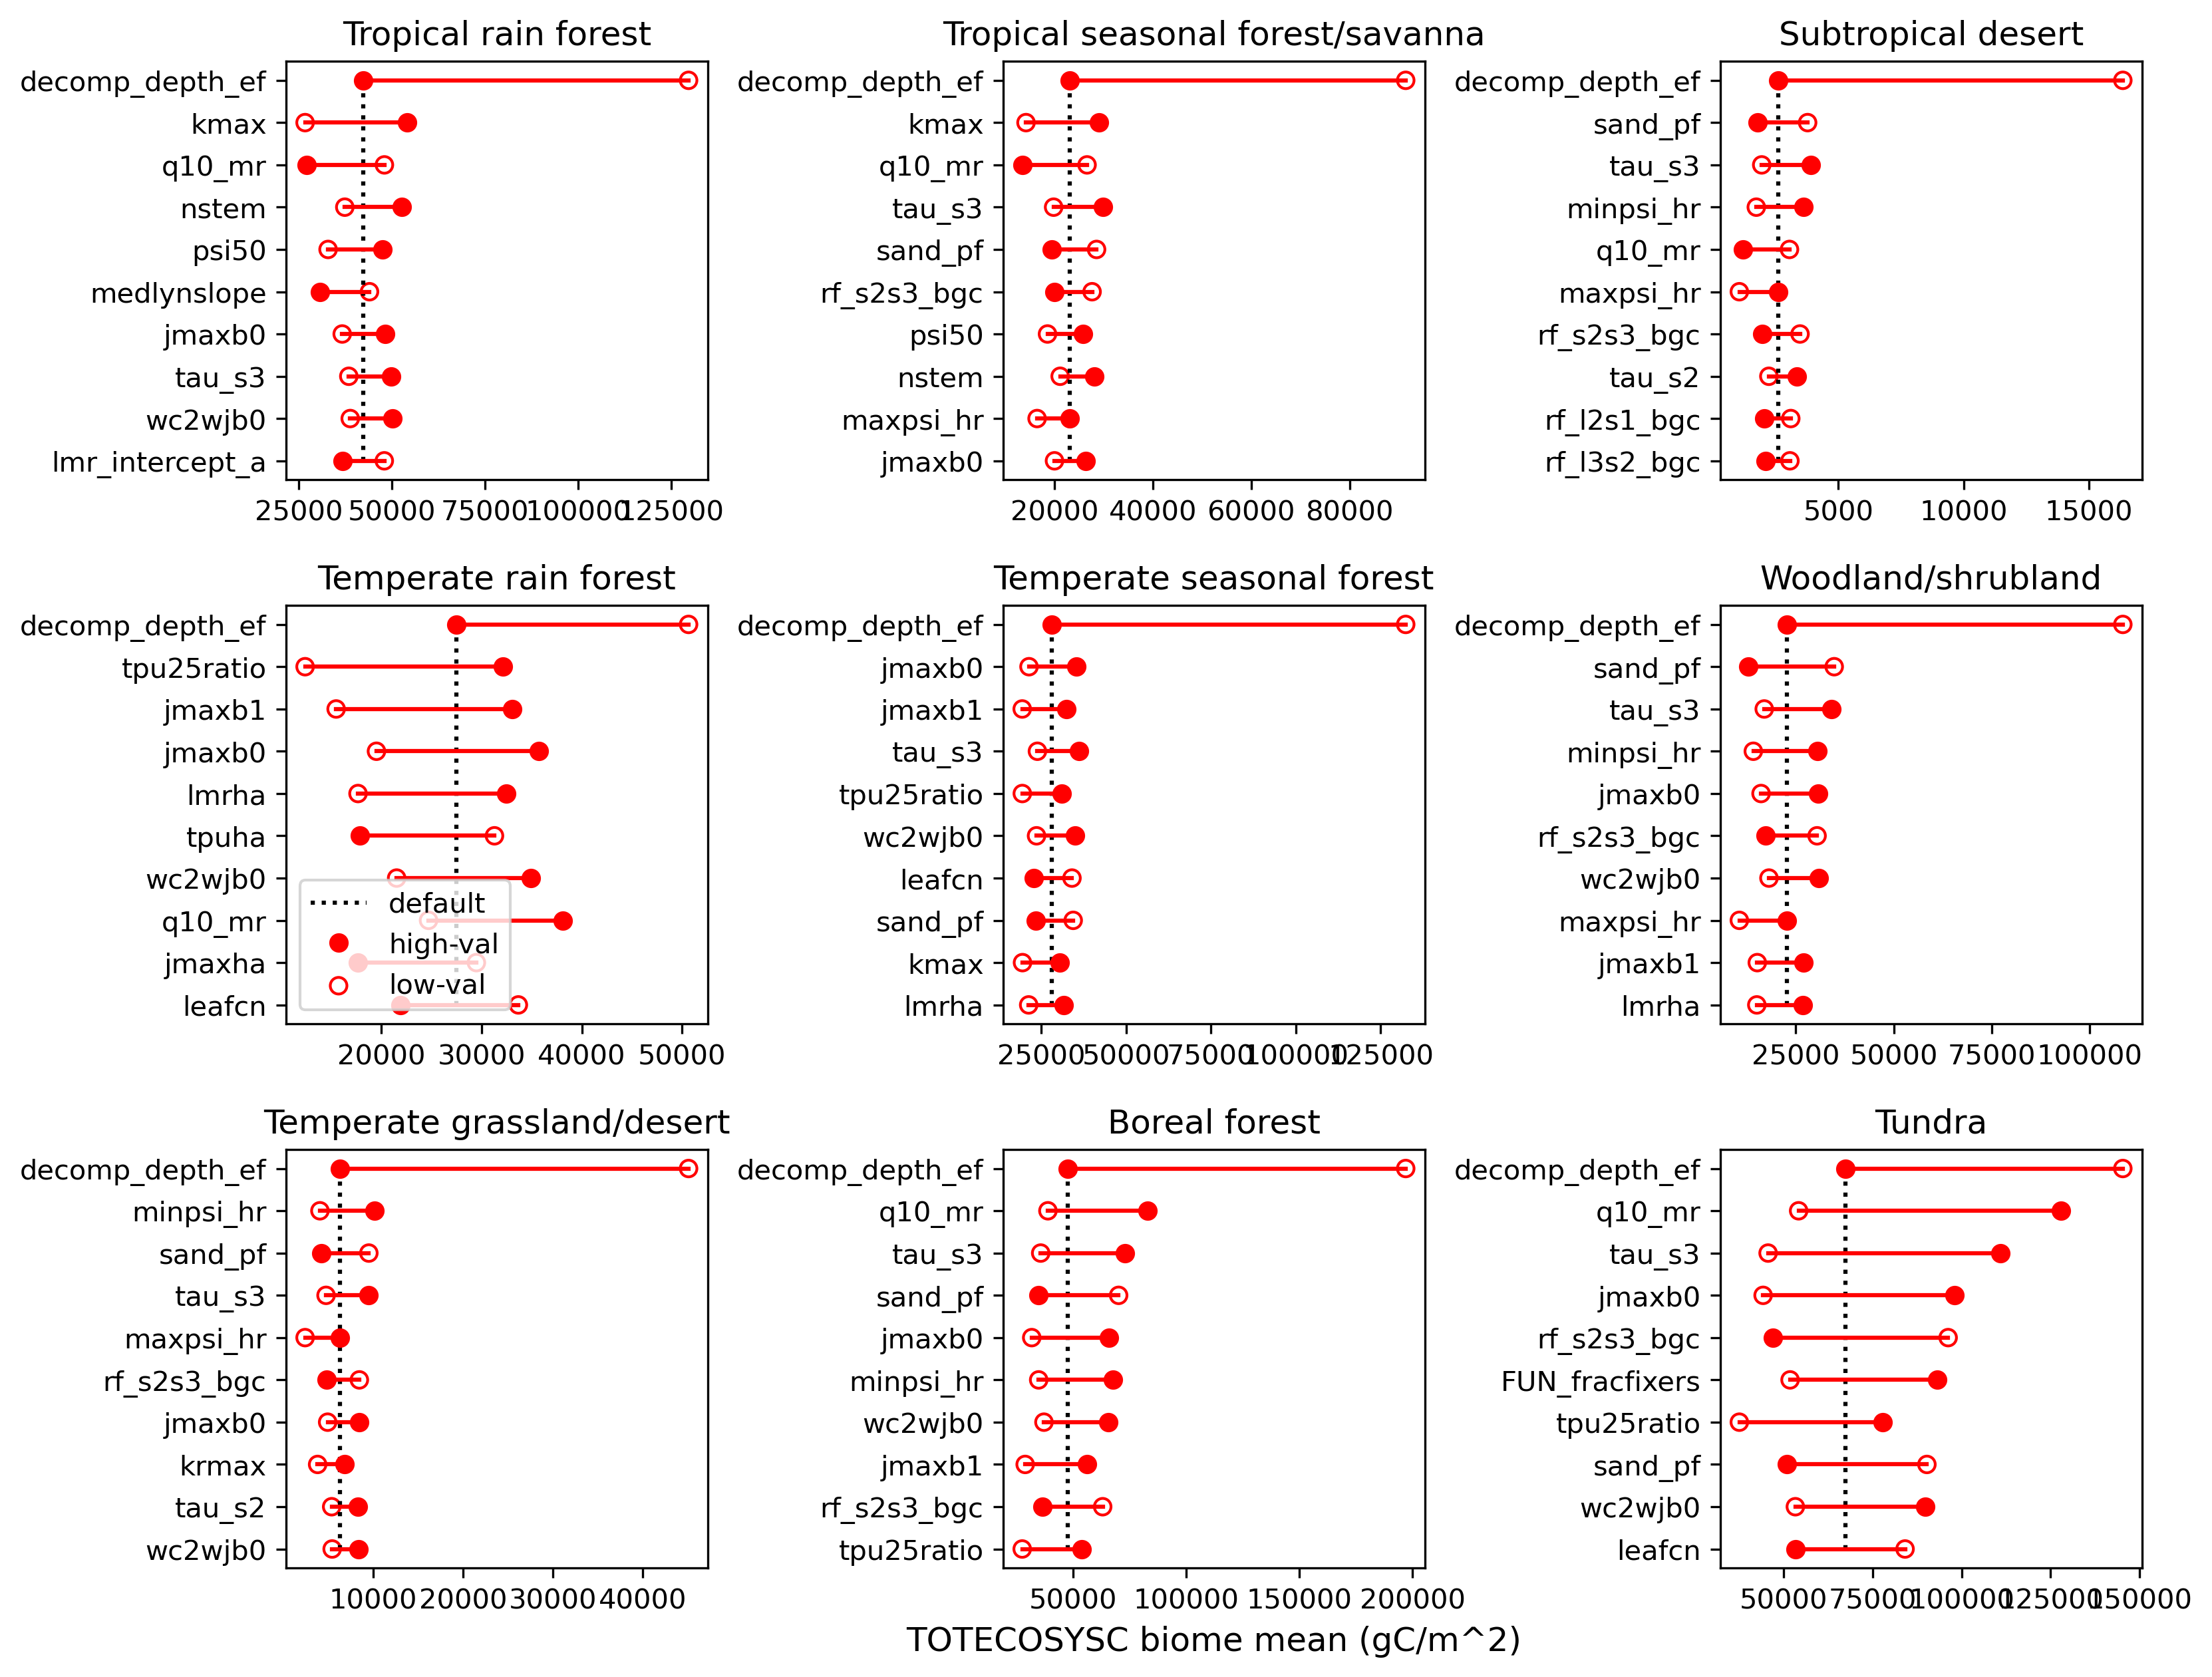 Tropical rain forest
decomp_depth_ef
kmax
q10_mr
nstem
psi50
medlynslope
jmaxb0
tau_s3
wc2wjb0
lmr_intercept_a
25000 50000 75000 100000 125000
Tropical seasonal forest/savanna
decomp_depth_ef
kmax
q10_mr
tau_s3
sand_pf
rf_s2s3_bgc
psi50
nstem
maxpsi_hr
jmaxb0
20000 40000 60000 80000
Subtropical desert
decomp_depth_ef
sand_pf
tau_s3
minpsi_hr
q10_mr
maxpsi_hr
rf_s2s3_bgc
tau_s2
rf_l2s1_bgc
rf_l3s2_bgc
5000 10000 15000
Temperate rain forest
decomp_depth_ef
tpu25ratio
jmaxb1
jmaxb0
lmrha
tpuha
wc2wjb0
q10_mr
jmaxha
leafcn
default
high-val
low-val
20000 30000 40000 50000
Temperate seasonal forest
decomp_depth_ef
jmaxb0
jmaxb1
tau_s3
tpu25ratio
wc2wjb0
leafcn
sand_pf
kmax
lmrha
25000 50000 75000 100000 125000
Woodland/shrubland
decomp_depth_ef
sand_pf
tau_s3
minpsi_hr
jmaxb0
rf_s2s3_bgc
wc2wjb0
maxpsi_hr
jmaxb1
lmrha
25000 50000 75000 100000
Temperate grassland/desert
decomp_depth_ef
minpsi_hr
sand_pf
tau_s3
maxpsi_hr
rf_s2s3_bgc
jmaxb0
krmax
tau_s2
wc2wjb0
10000 20000 30000 40000
Boreal forest
decomp_depth_ef
q10_mr
tau_s3
sand_pf
jmaxb0
minpsi_hr
wc2wjb0
jmaxb1
rf_s2s3_bgc
tpu25ratio
50000 100000 150000 200000
Tundra
decomp_depth_ef
q10_mr
tau_s3
jmaxb0
rf_s2s3_bgc
FUN_fracfixers
tpu25ratio
sand_pf
wc2wjb0
leafcn
50000 75000 100000 125000 150000
TOTECOSYSC biome mean (gC/m^2)